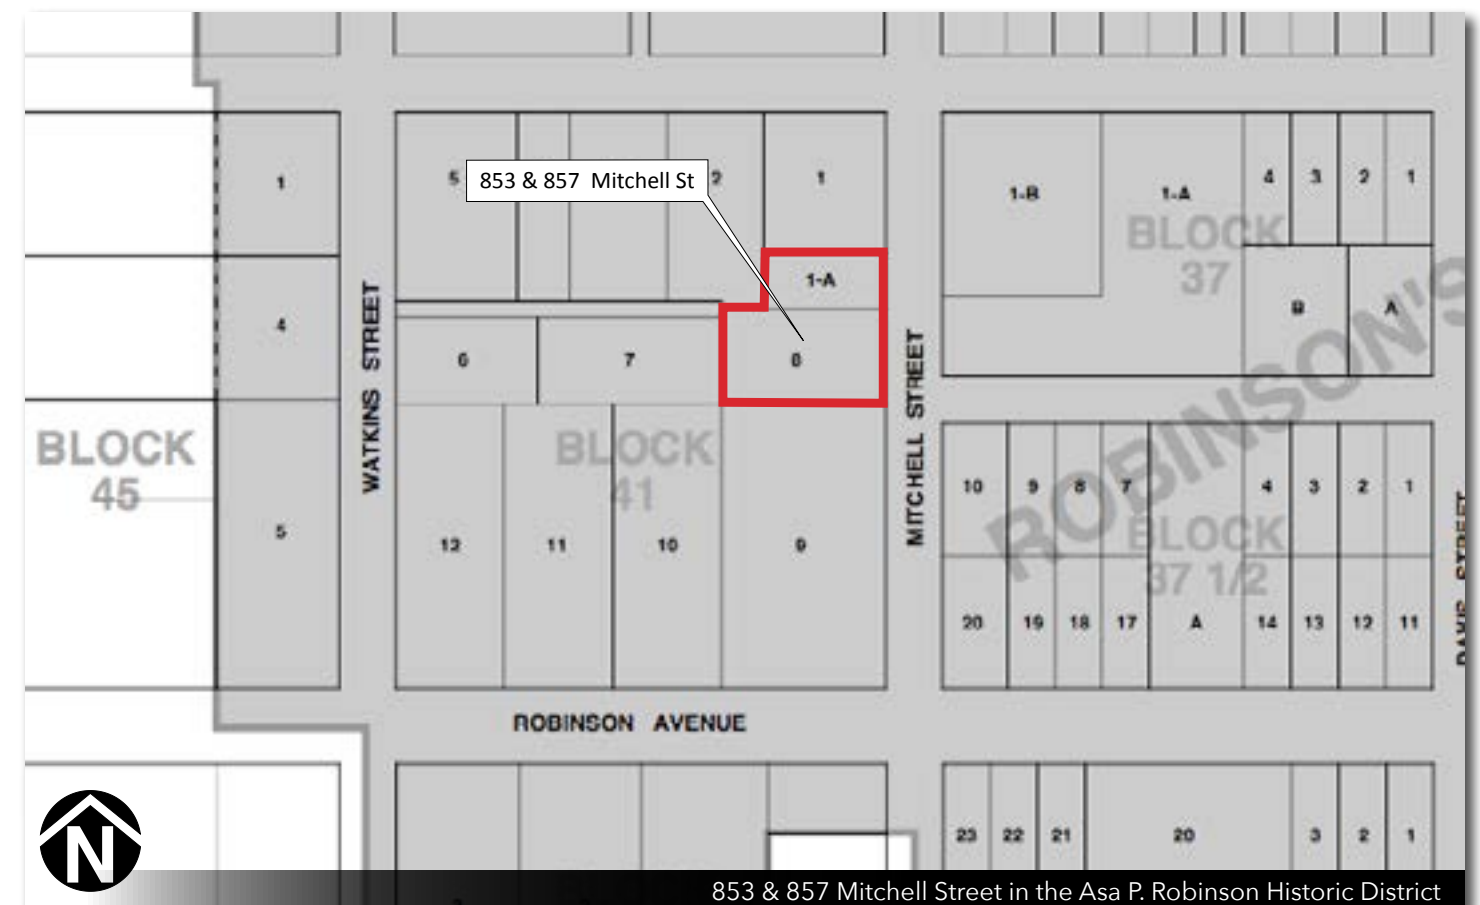 1
5
853 & 857 Mitchell St
2
1
1-B
1-A
4
3
2
1
BLOCK
37
1-A
B
A
ROBINSON'S
4
WATKINS STREET
6
7
8
MITCHELL STREET
BLOCK
45
BLOCK
41
10
9
8
7
4
3
2
1
5
12
11
10
9
BLOCK
37 1/2
20
19
18
17
A
14
13
12
11
DAVIS STREET
ROBINSON AVENUE
23
22
21
20
3
2
1
N
853 & 857 Mitchell Street in the Asa P. Robinson Historic District